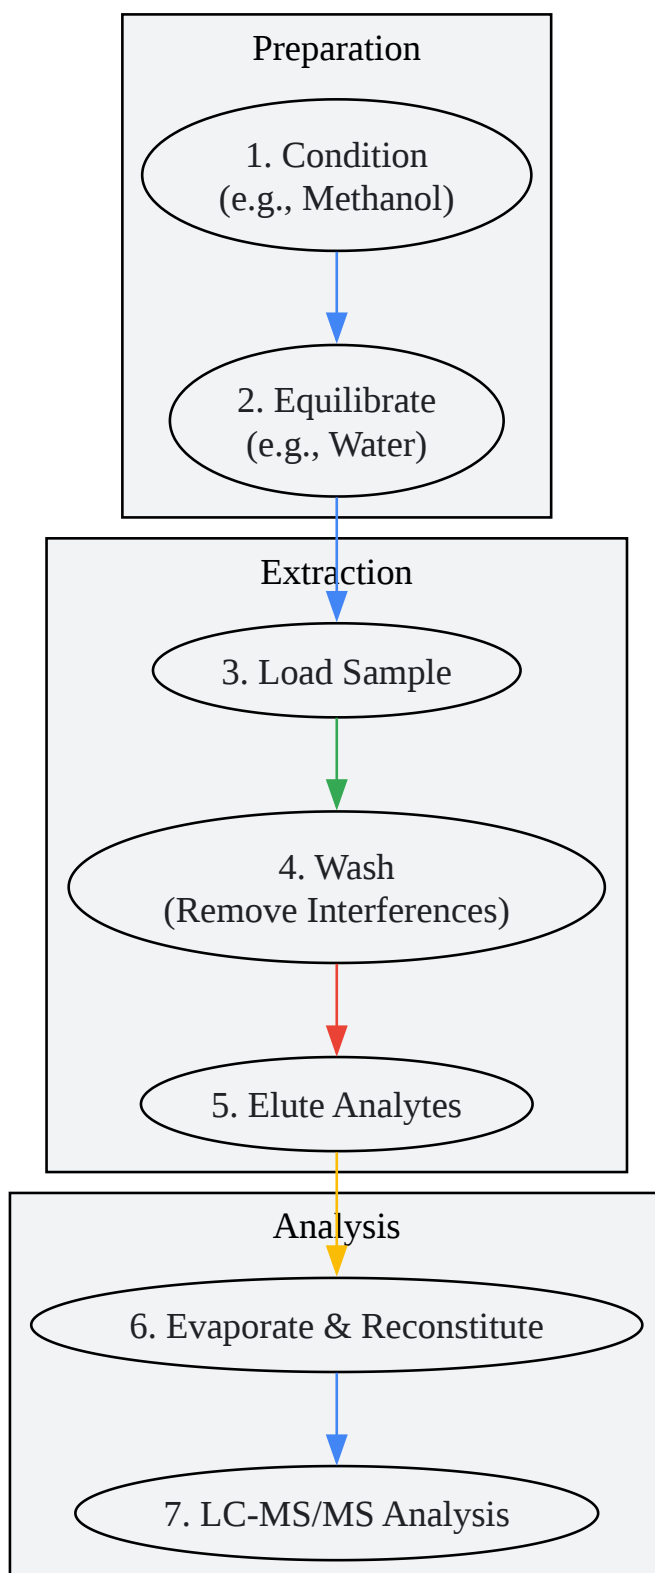 Preparation
1. Condition
(e.g., Methanol)
2. Equilibrate
(e.g., Water)
Extraction
3. Load Sample
4. Wash
(Remove Interferences)
5. Elute Analytes
Analysis
6. Evaporate & Reconstitute
7. LC-MS/MS Analysis